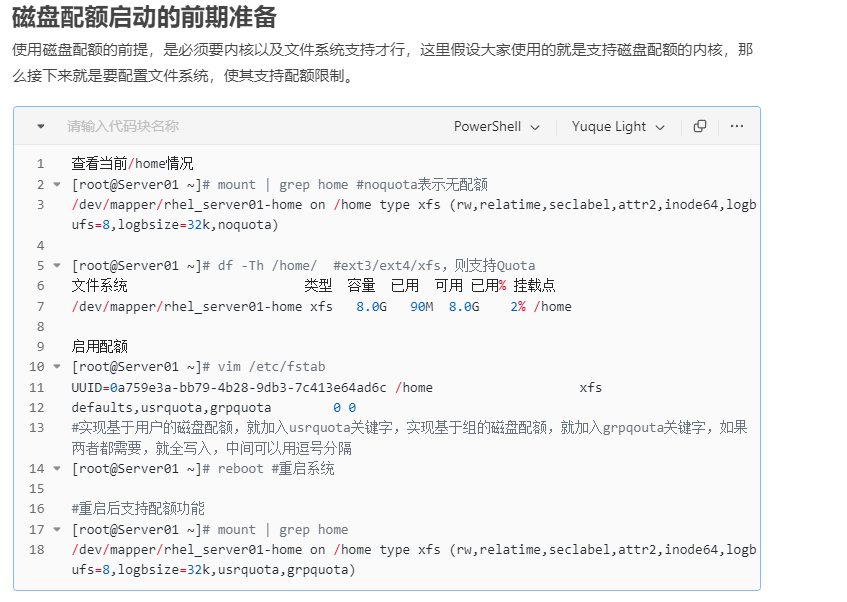 磁盘配额启动的前期准备
使用磁盘配额的前提，是必须要内核以及文件系统支持才行，这里假设大家使用的就是支持磁盘配额的内核，那
么接下来就是要配置文件系统，使其支持配额限制。
请输入代码块名称 PowerShell Yuque Light
1 查看当前/home情况
2 [root@Server01 ~]# mount | grep home #noquota表示无配额
3 /dev/mapper/rhel_server01-home on /home type xfs (rw,relatime,seclabel,attr2,inode64,logb
ufs=8,logbsize=32k,noquota)
4
5 [root@Server01 ~]# df -Th /home/ #ext3/ext4/xfs，则支持Quota
6 文件系统 类型 容量 已用 可用 已用% 挂载点
7 /dev/mapper/rhel_server01-home xfs 8.0G 90M 8.0G 2% /home
8
9 启用配额
10 [root@Server01 ~]# vim /etc/fstab
11 UUID=0a759e3a-bb79-4b28-9db3-7c413e64ad6c /home xfs
12 defaults,usrquota,grpquota 0 0
13 #实现基于用户的磁盘配额，就加入usrquota关键字，实现基于组的磁盘配额，就加入grpqouta关键字，如果
两者都需要，就全写入，中间可以用逗号分隔
14 [root@Server01 ~]# reboot #重启系统
15
16 #重启后支持配额功能
17 [root@Server01 ~]# mount | grep home
18 /dev/mapper/rhel_server01-home on /home type xfs (rw,relatime,seclabel,attr2,inode64,logb
ufs=8,logbsize=32k,usrquota,grpquota)